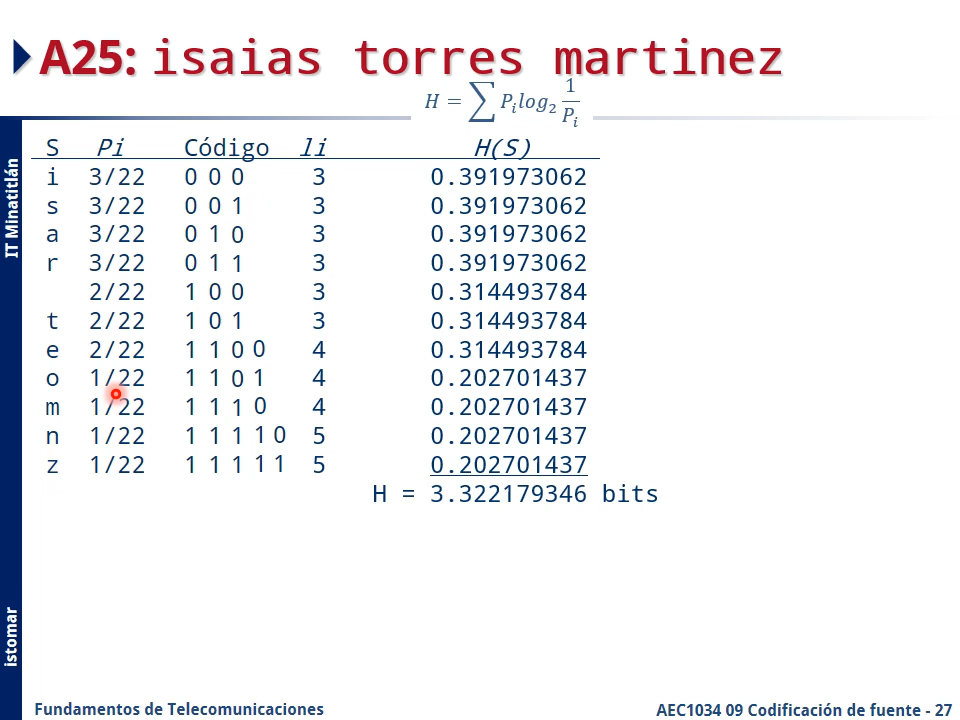 A25: isaias torres martinez
H = ∑ P_i log_2 1/P_i
S Pi Código li H(S)
i 3/22 0 0 0 3 0.391973062
s 3/22 0 0 1 3 0.391973062
a 3/22 0 1 0 3 0.391973062
r 3/22 0 1 1 3 0.391973062
2/22 1 0 0 3 0.314493784
t 2/22 1 0 1 3 0.314493784
e 2/22 1 1 0 0 4 0.314493784
o 1/22 1 1 0 1 4 0.202701437
m 1/22 1 1 1 0 4 0.202701437
n 1/22 1 1 1 1 0 5 0.202701437
z 1/22 1 1 1 1 1 5 0.202701437
H = 3.322179346 bits
IT Minatitlán
istomar
Fundamentos de Telecomunicaciones
AEC1034 09 Codificación de fuente - 27